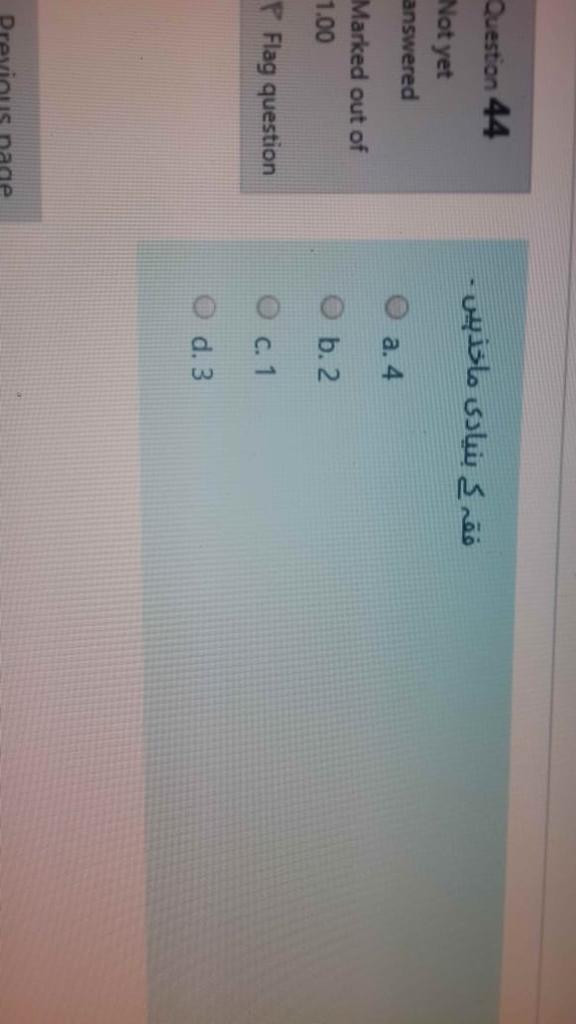 Question 44
Not yet
answered
Marked out of
1.00
Flag question
فقہ کے بنیادی ماخذہیں ۔
a. 4
b. 2
c. 1
d. 3
Previous page